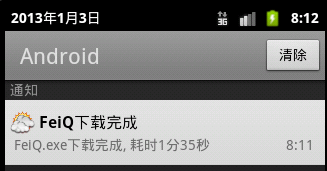 2013年1月3日 3G 8:12
Android 清除
通知
FeiQ下载完成
FeiQ.exe下载完成, 耗时1分35秒 8:11